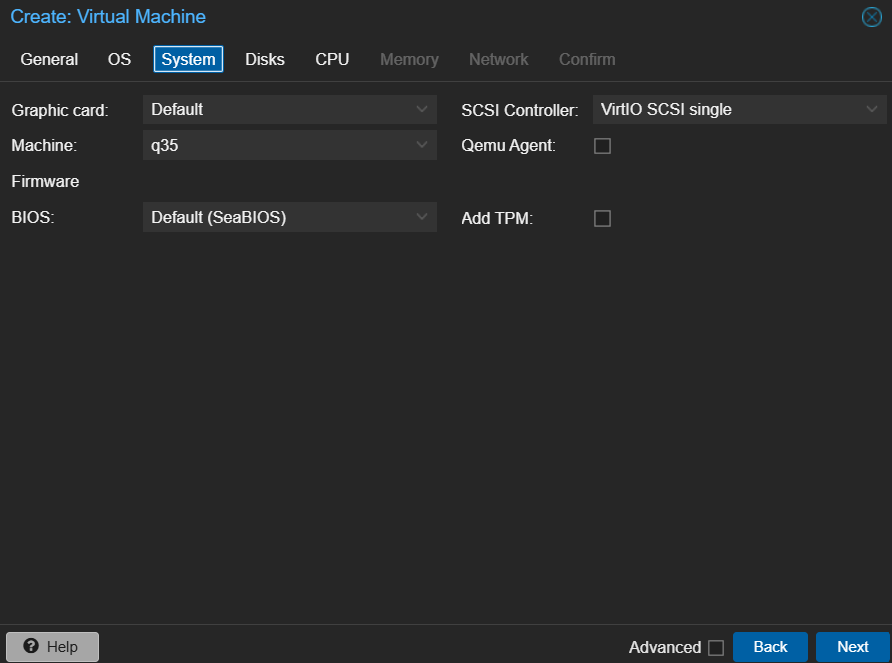 Create: Virtual Machine
General OS System Disks CPU Memory Network Confirm
Graphic card: Default SCSI Controller: VirtIO SCSI single
Machine: q35 Qemu Agent:
Firmware
BIOS: Default (SeaBIOS) Add TPM:
? Help Advanced Back Next